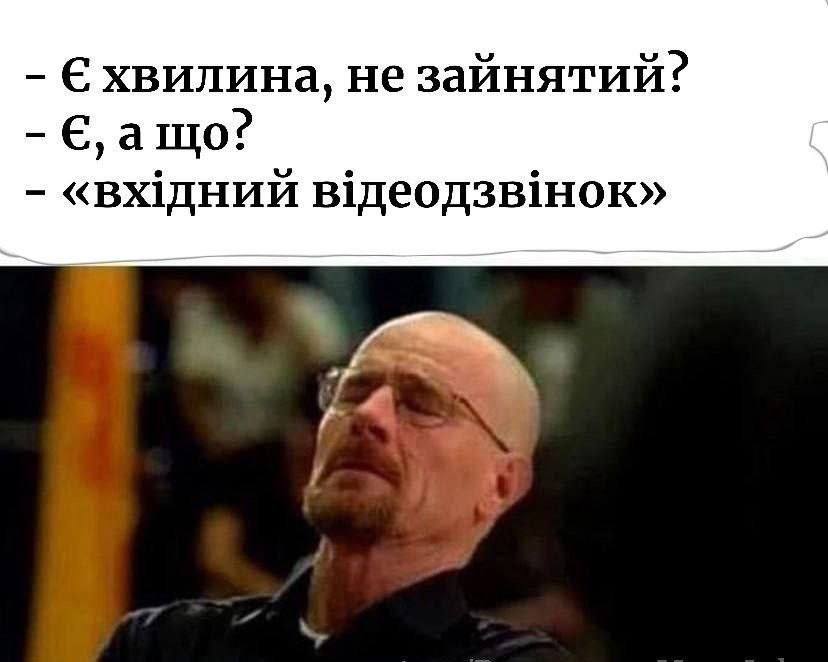 - Є хвилина, не зайнятий?
- Є, а що?
- «вхідний відеодзвінок»